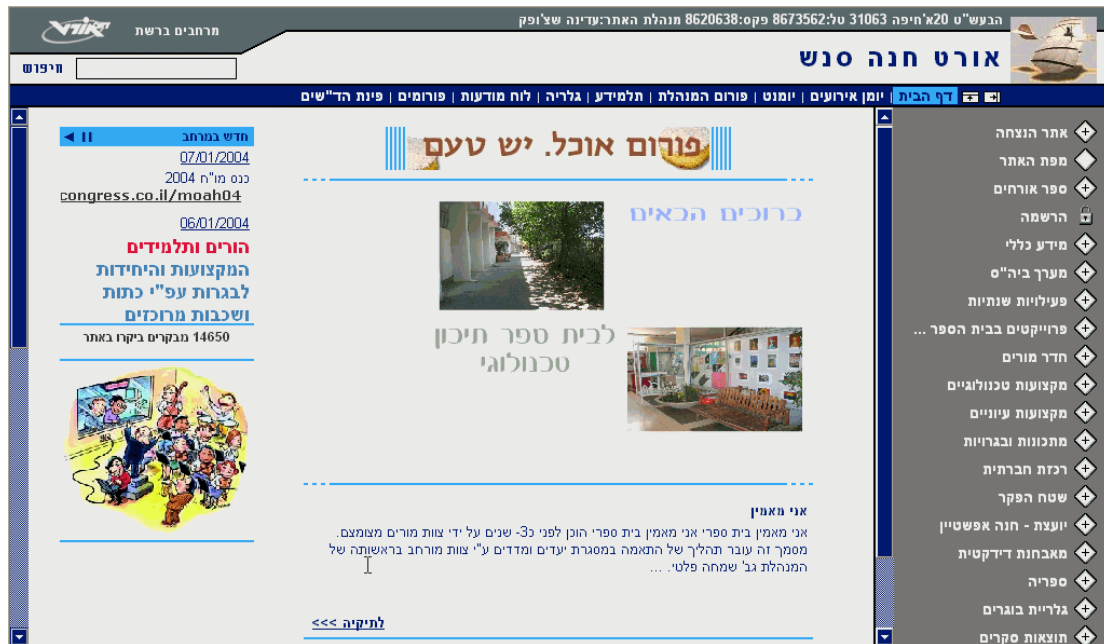 הבעש"ט 20א'חיפה 31063 טל:8673562 פקס:8620638 מנהלת האתר:עדינה שצ'ופק
מרחבים ברשת
אורט
אורט חנה סנש
חיפוש
דף הבית | יומן אירועים | יומנט | פורום המנהלת | תלמידע | גלריה | לוח מודעות | פורומים | פינת הד"שים
אתר הנצחה
מפת האתר
ספר אורחים
הרשמה
מידע כללי
מערך ביה"ס
פעילויות שנתיות
פרוייקטים בבית הספר ...
חדר מורים
מקצועות טכנולוגיים
מקצועות עיוניים
מתכונות ובגרויות
רכזת חברתית
שטח הפקר
יועצת - חנה אפשטיין
מאבחנת דידקטית
ספריה
גלריית בוגרים
תוצאות סקרים
פורום אוכל. יש טעם
ברוכים הבאים
לבית ספר תיכון
טכנולוגי
אני מאמין
אני מאמין בית ספרי אני מאמין בית ספרי הוכן לפני כ3- שנים על ידי צוות מורים מצומצם.
מסמך זה עובר תהליך של התאמה במסגרת יעדים ומדדים ע"י צוות מורחב בראשותה של
המנהלת גב' שמחה פלטי. ...
לתיקיה >>>
חדש במרחב
07/01/2004
כנס מו"ח 2004
congress.co.il/moah04
06/01/2004
הורים ותלמידים
המקצועות והיחידות
לבגרות עפ"י כתות
ושכבות מרוכזים
14650 מבקרים ביקרו באתר